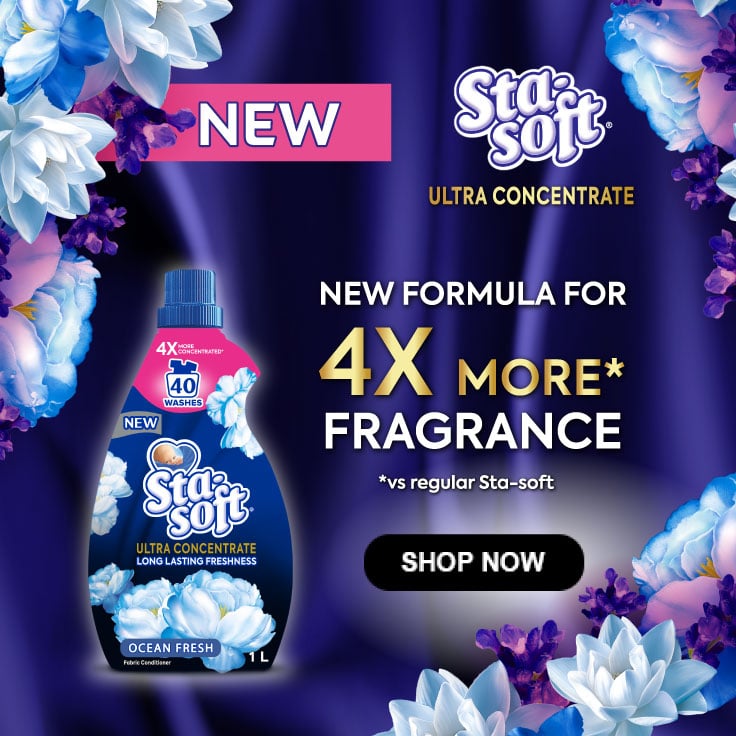 NEW
Sta-
soft®
ULTRA CONCENTRATE
NEW FORMULA FOR
4X MORE*
FRAGRANCE
*vs regular Sta-soft
SHOP NOW
4X MORE
CONCENTRATED*
40
WASHES
NEW
Sta-
soft
ULTRA CONCENTRATE
LONG LASTING FRESHNESS
OCEAN FRESH
Fabric Conditioner
1 L